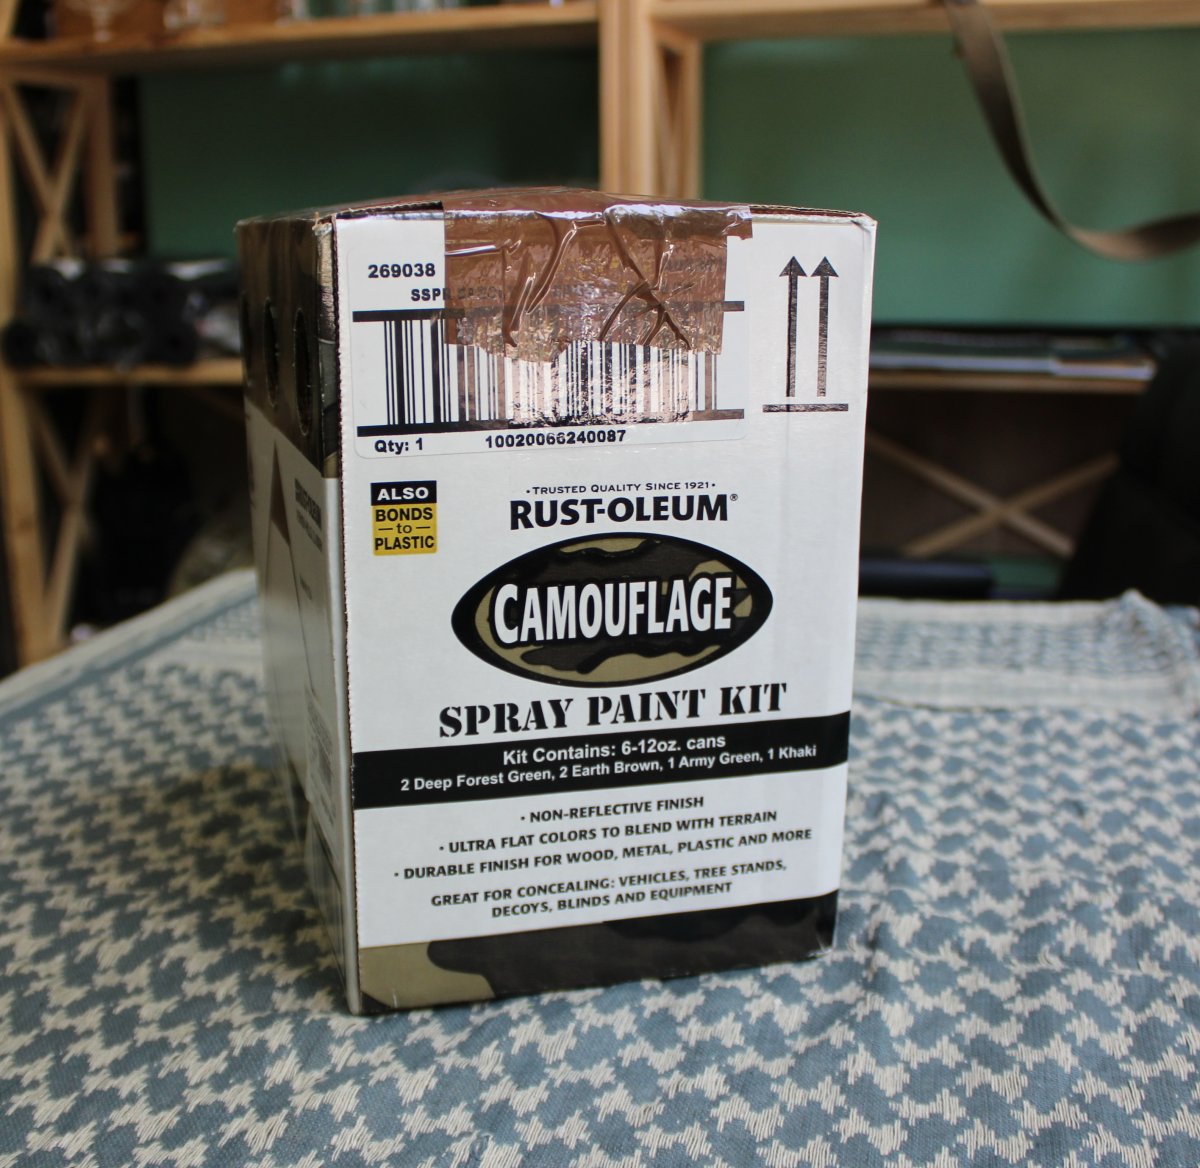 269038
SSPR
Qty: 1
10020066240087
ALSO
BONDS
to
PLASTIC
• TRUSTED QUALITY SINCE 1921 •
RUST-OLEUM®
CAMOUFLAGE
SPRAY PAINT KIT
Kit Contains: 6-12oz. cans
2 Deep Forest Green, 2 Earth Brown, 1 Army Green, 1 Khaki
• NON-REFLECTIVE FINISH
• ULTRA FLAT COLORS TO BLEND WITH TERRAIN
• DURABLE FINISH FOR WOOD, METAL, PLASTIC AND MORE
GREAT FOR CONCEALING: VEHICLES, TREE STANDS,
DECOYS, BLINDS AND EQUIPMENT
RUST-OLEUM